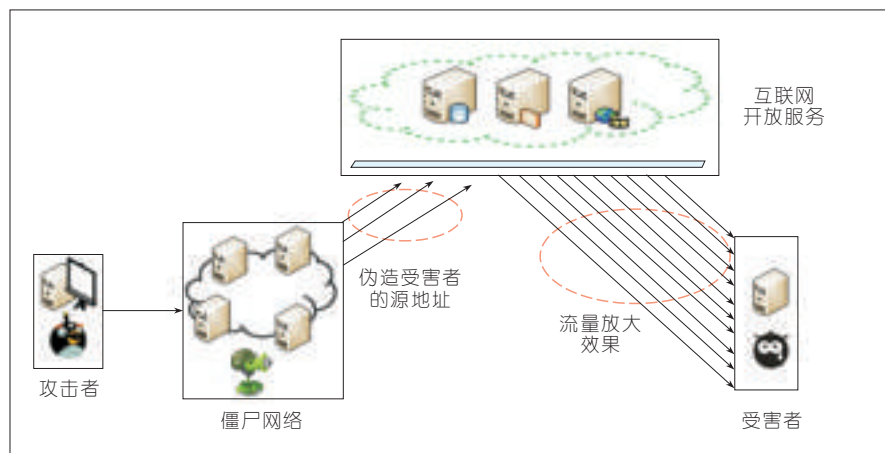 互联网
开放服务
伪造受害者
的源地址
流量放大
效果
攻击者
僵尸网络
受害者